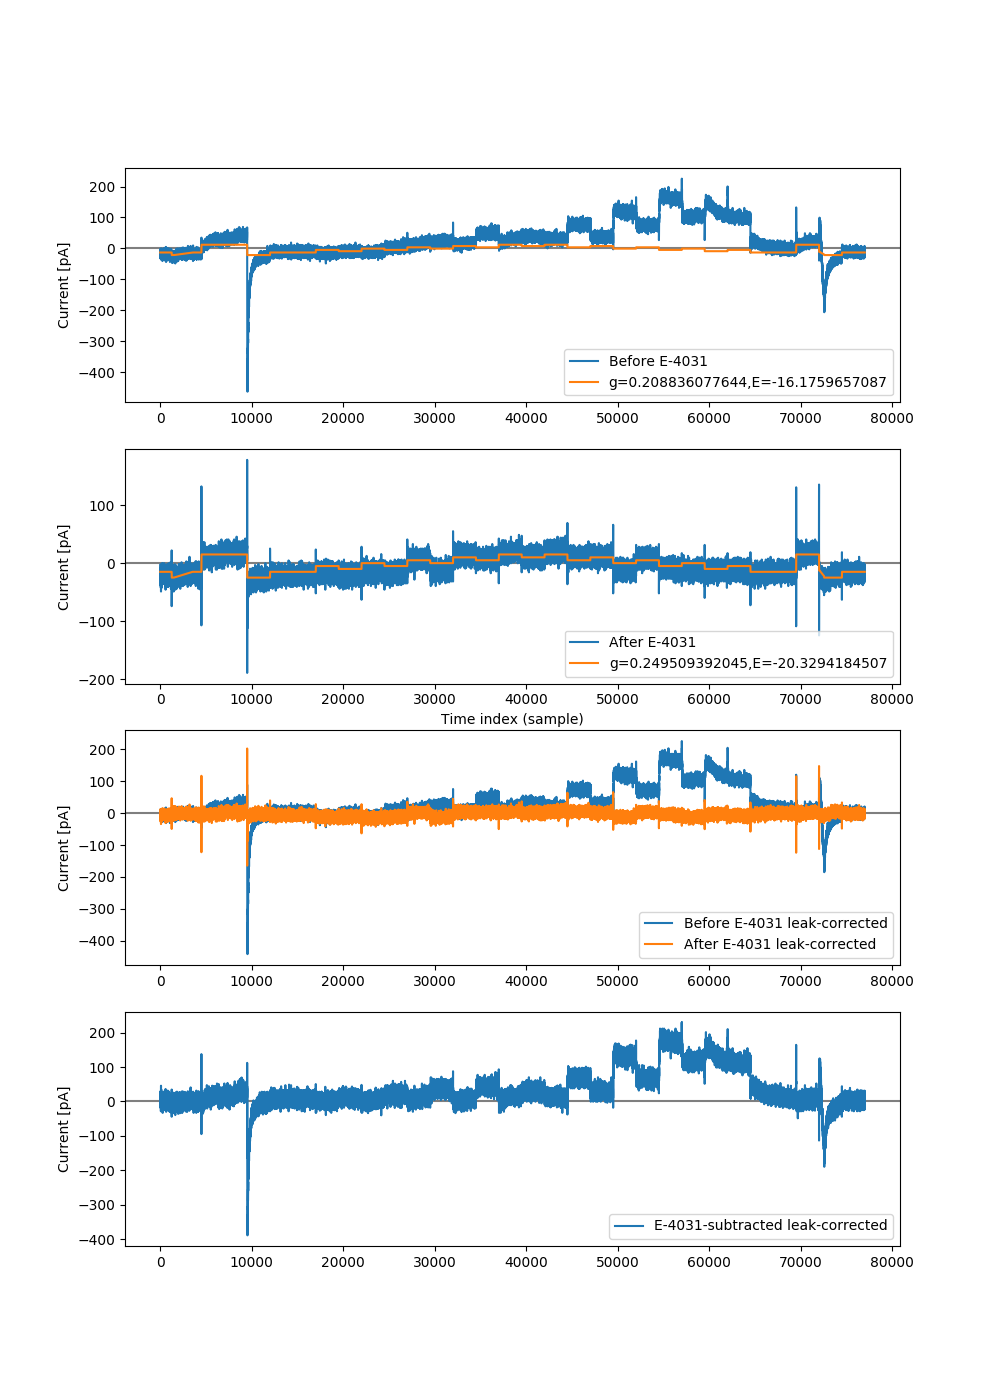 200
100
0
−100
−200
−300
−400
Current [pA]
Before E-4031
g=0.208836077644,E=-16.1759657087
0 10000 20000 30000 40000 50000 60000 70000 80000
100
0
−100
−200
Current [pA]
After E-4031
g=0.249509392045,E=-20.3294184507
0 10000 20000 30000 40000 50000 60000 70000 80000
Time index (sample)
200
100
0
−100
−200
−300
−400
Current [pA]
Before E-4031 leak-corrected
After E-4031 leak-corrected
0 10000 20000 30000 40000 50000 60000 70000 80000
200
100
0
−100
−200
−300
−400
Current [pA]
E-4031-subtracted leak-corrected
0 10000 20000 30000 40000 50000 60000 70000 80000